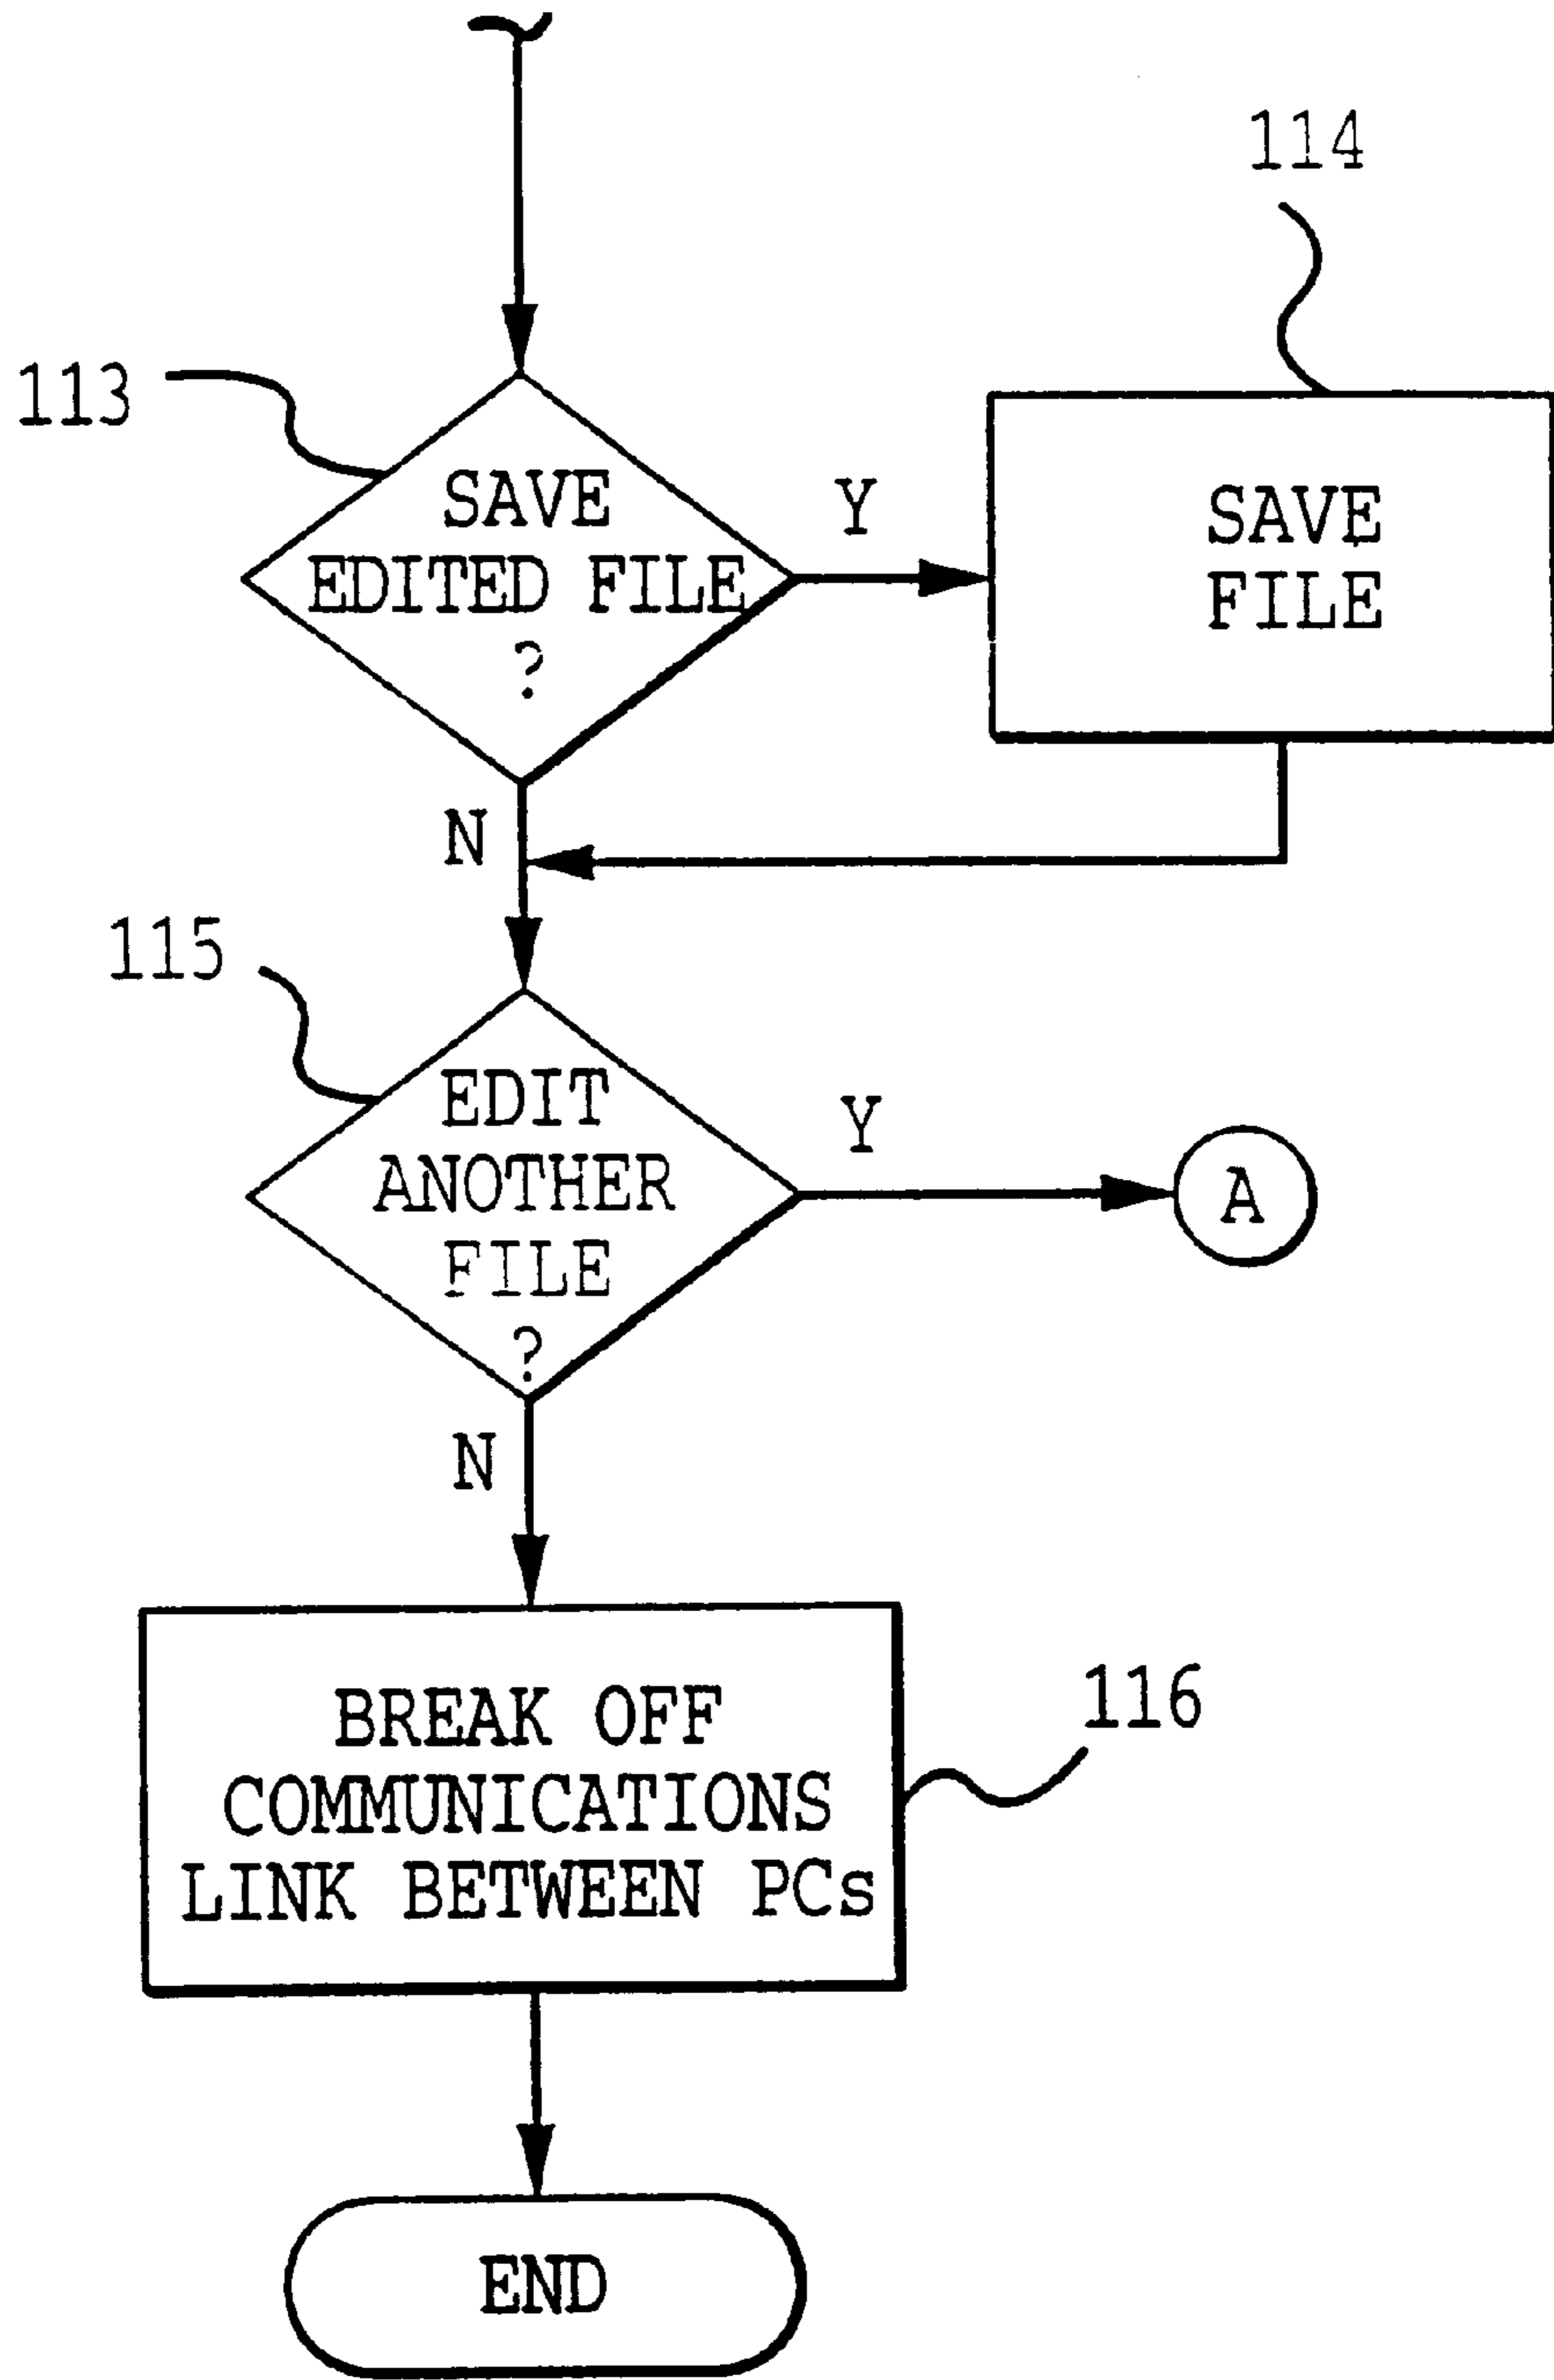 114
113
SAVE
EDITED FILE
?
Y
SAVE
FILE
N
115
EDIT
ANOTHER
FILE
?
Y
A
N
BREAK OFF
COMMUNICATIONS
LINK BETWEEN PCs
116
END